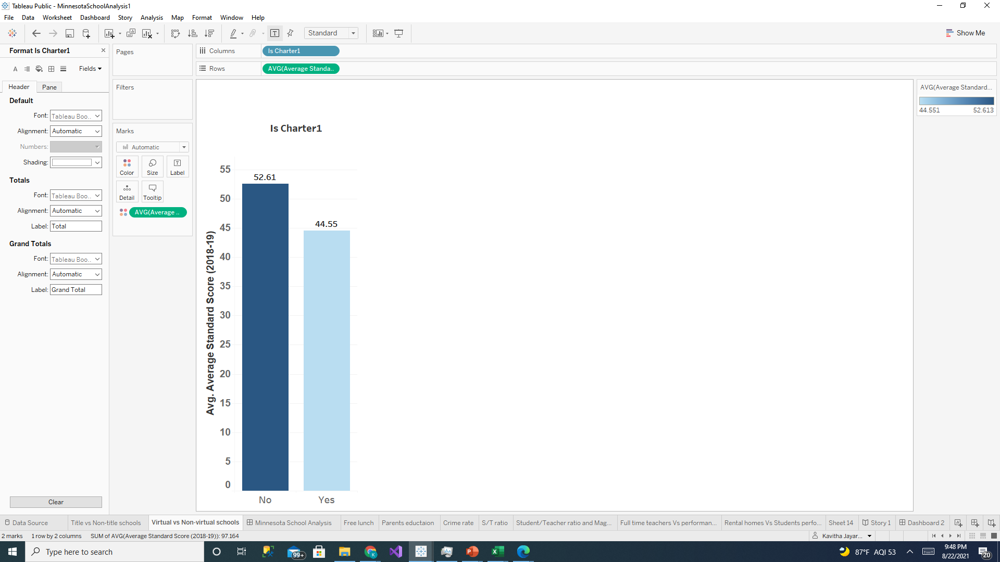 Tableau Public - MinnesotaSchoolAnalysis1
File Data Worksheet Dashboard Story Analysis Map Format Window Help
Standard
Show Me
Format Is Charter1
Fields
Header Pane
Default
Font: Tableau Boo..
Alignment: Automatic
Numbers:
Shading:
Totals
Font: Tableau Boo..
Alignment: Automatic
Label: Total
Grand Totals
Font: Tableau Boo..
Alignment: Automatic
Label: Grand Total
Clear
Pages
Filters
Marks
Automatic
Color Size Label
Detail Tooltip
AVG(Average ..
Columns Is Charter1
Rows AVG(Average Standa..
Is Charter1
Avg. Average Standard Score (2018-19)
55
50
45
40
35
30
25
20
15
10
5
0
52.61
44.55
No Yes
AVG(Average Standard...
44.551 52.613
Data Source Title vs Non-title schools Virtual vs Non-virtual schools Minnesota School Analysis Free lunch Parents eductaion Crime rate S/T ratio Student/Teacher ratio and Mag... Full time teachers Vs performan... Rental homes Vs Students perfo... Sheet 14 Story 1 Dashboard 2
2 marks 1 row by 2 columns SUM of AVG(Average Standard Score (2018-19)): 97.164 Kavitha Jayar...
Type here to search
99+
K
87°F AQI 53
9:48 PM
8/22/2021
20